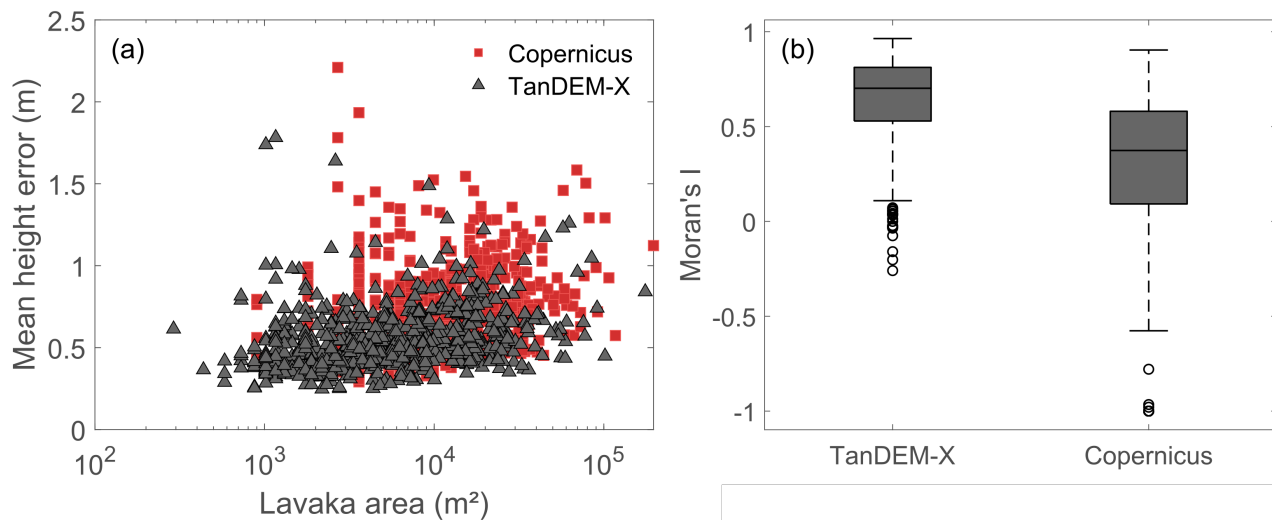 (a)
Copernicus
TanDEM-X
Mean height error (m)
2.5
2
1.5
1
0.5
0
10²
10³
10⁴
10⁵
Lavaka area (m²)
(b)
Moran's I
1
0.5
0
-0.5
-1
TanDEM-X
Copernicus